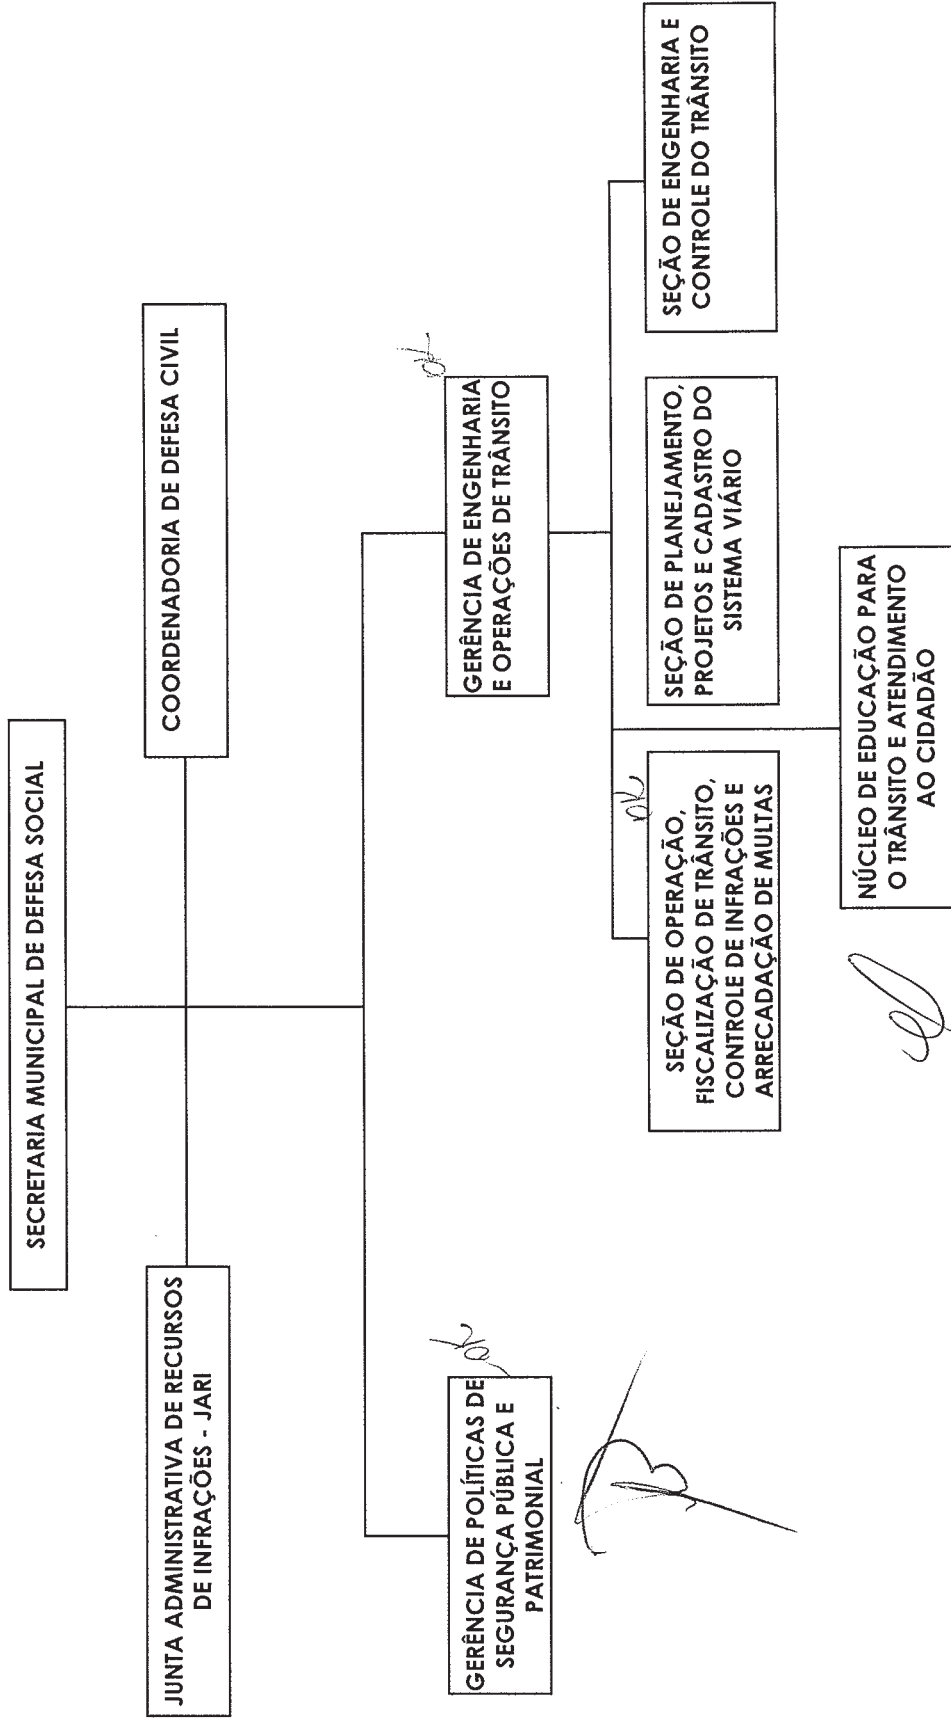 SECRETARIA MUNICIPAL DE DEFESA SOCIAL
JUNTA ADMINISTRATIVA DE RECURSOS
DE INFRAÇÕES - JARI
COORDENADORIA DE DEFESA CIVIL
GERÊNCIA DE POLÍTICAS DE
SEGURANÇA PÚBLICA E
PATRIMONIAL
ok
GERÊNCIA DE ENGENHARIA
E OPERAÇÕES DE TRÂNSITO
ok
SEÇÃO DE OPERAÇÃO,
FISCALIZAÇÃO DE TRÂNSITO,
CONTROLE DE INFRAÇÕES E
ARRECADAÇÃO DE MULTAS
ok
SEÇÃO DE PLANEJAMENTO,
PROJETOS E CADASTRO DO
SISTEMA VIÁRIO
SEÇÃO DE ENGENHARIA E
CONTROLE DO TRÂNSITO
NÚCLEO DE EDUCAÇÃO PARA
O TRÂNSITO E ATENDIMENTO
AO CIDADÃO